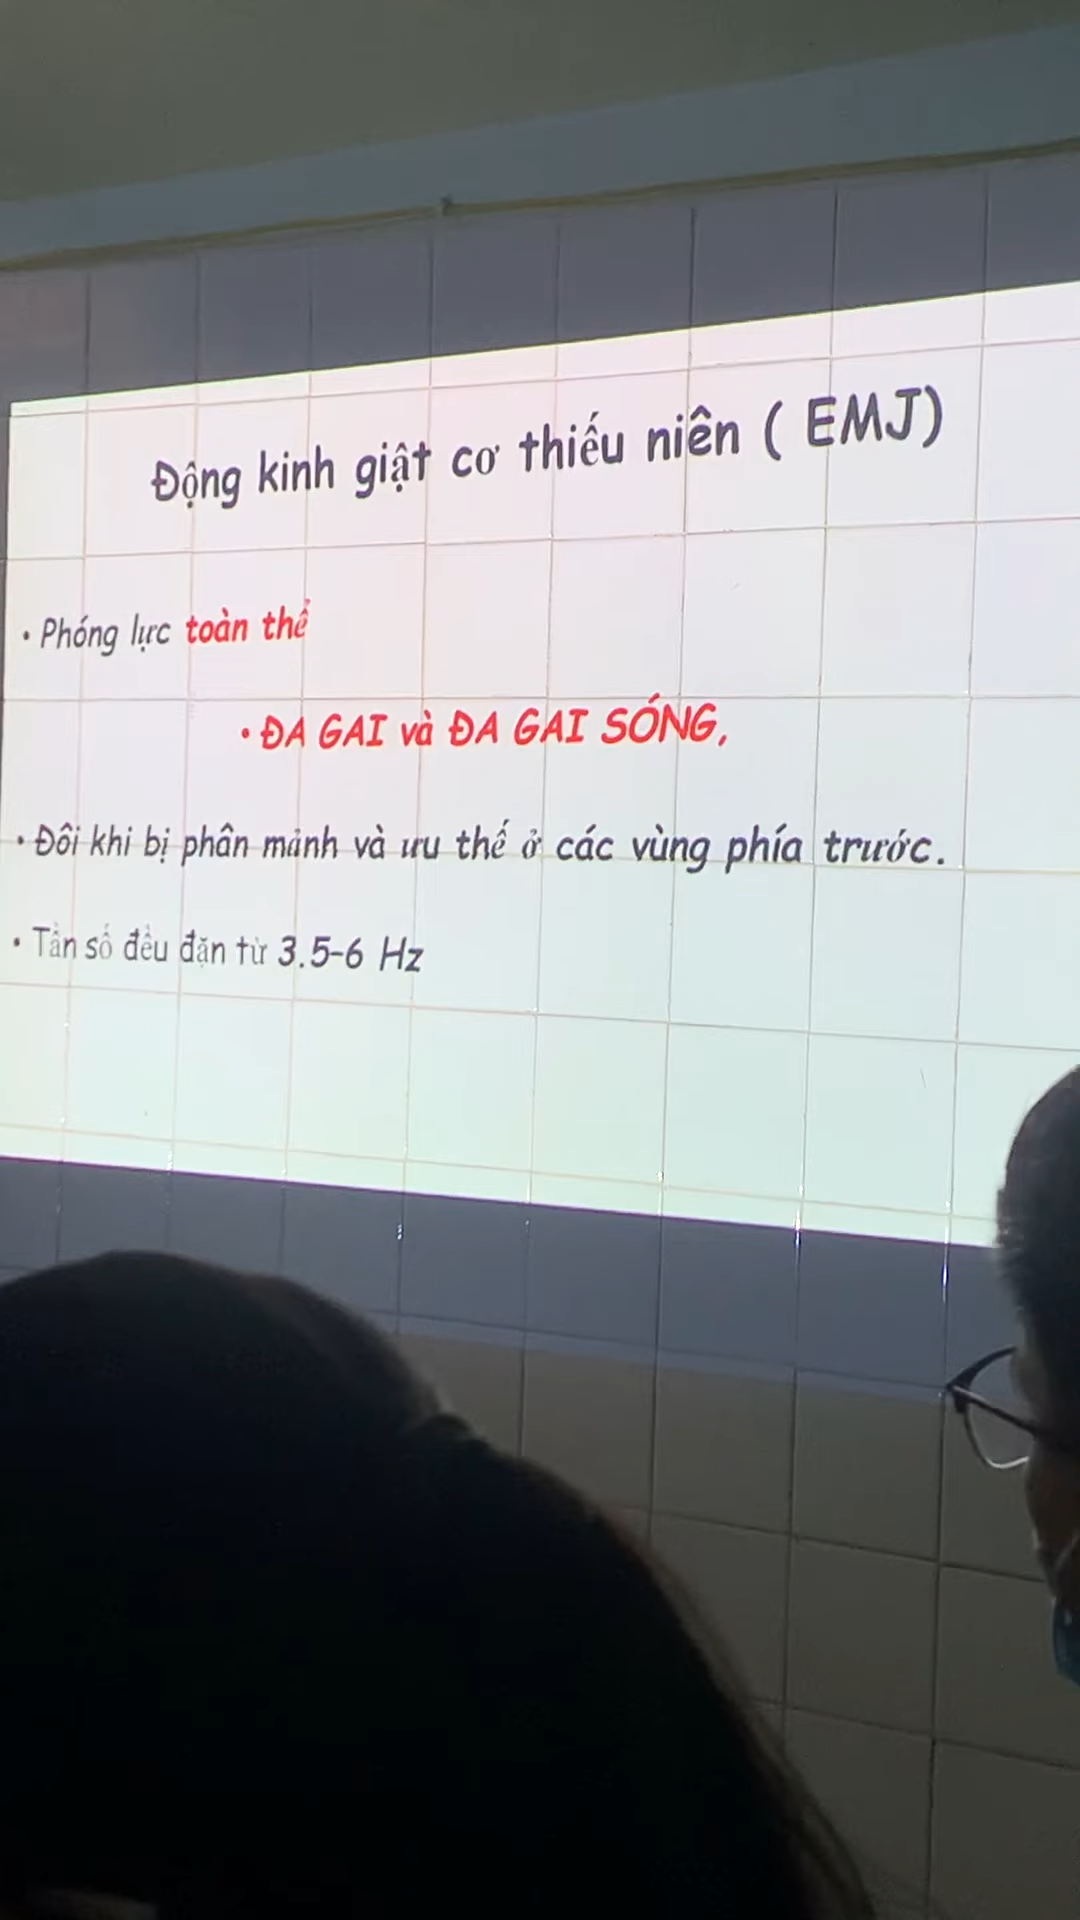 Động kinh giật cơ thiếu niên ( EMJ)
• Phóng lực toàn thể
• ĐA GAI và ĐA GAI SÓNG,
• Đôi khi bị phân mảnh và ưu thế ở các vùng phía trước.
• Tần số đều đặn từ 3.5-6 Hz